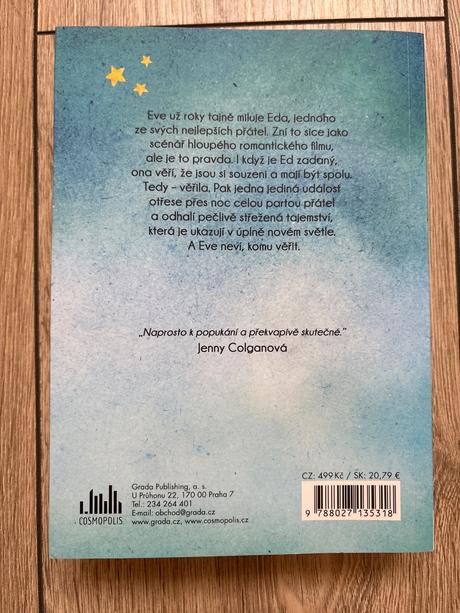 Eve už roky tajně miluje Eda, jednoho
ze svých nejlepších přátel. Zní to sice jako
scénář hloupého romantického filmu,
ale je to pravda. I když je Ed zadaný,
ona věří, že jsou si souzeni a mají být spolu.
Tedy – věřila. Pak jedna jediná událost
otřese přes noc celou partou přátel
a odhalí pečlivě střežená tajemství,
která je ukazují v úplně novém světle.
A Eve neví, komu věřit.
„Naprosto k popukání a překvapivě skutečné.“
Jenny Colganová
CZ: 499 Kč / SK: 20,79 €
Grada Publishing, a. s.
U Průhonu 22, 170 00 Praha 7
Tel.: 234 264 401
E-mail: obchod@grada.cz
www.grada.cz, www.cosmopolis.cz
COSMOPOLIS
9 788027 135318